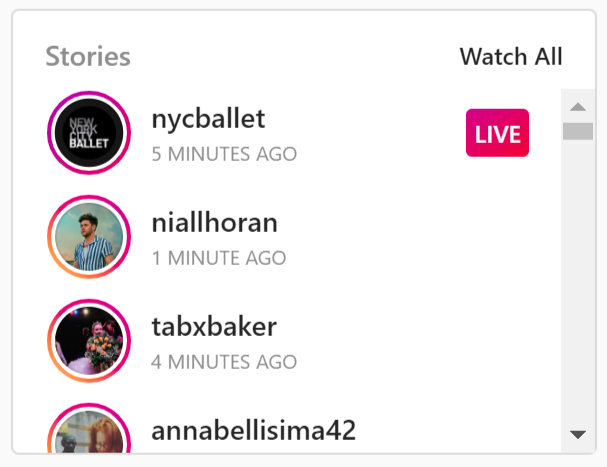 Stories
Watch All
NEW
YORK
CITY
BALLET
nycballet
5 MINUTES AGO
LIVE
niallhoran
1 MINUTE AGO
tabxbaker
4 MINUTES AGO
annabellisima42